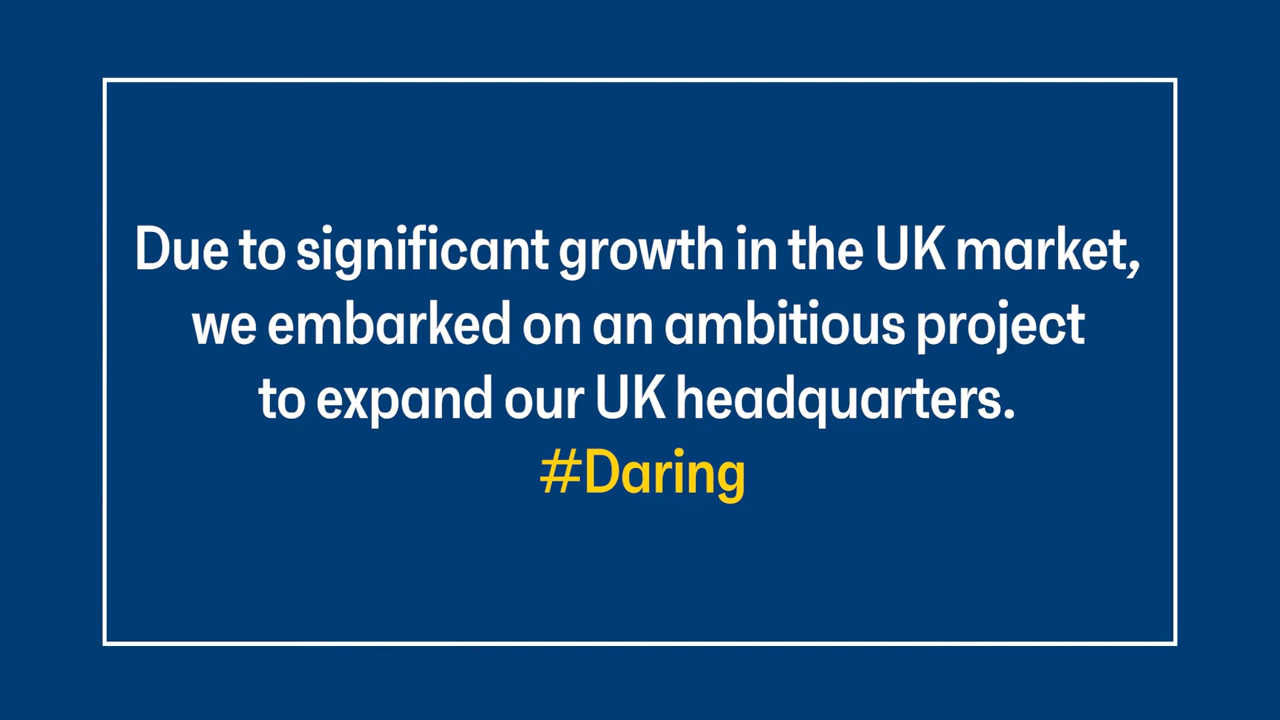 Due to significant growth in the UK market,
we embarked on an ambitious project
to expand our UK headquarters.
#Daring